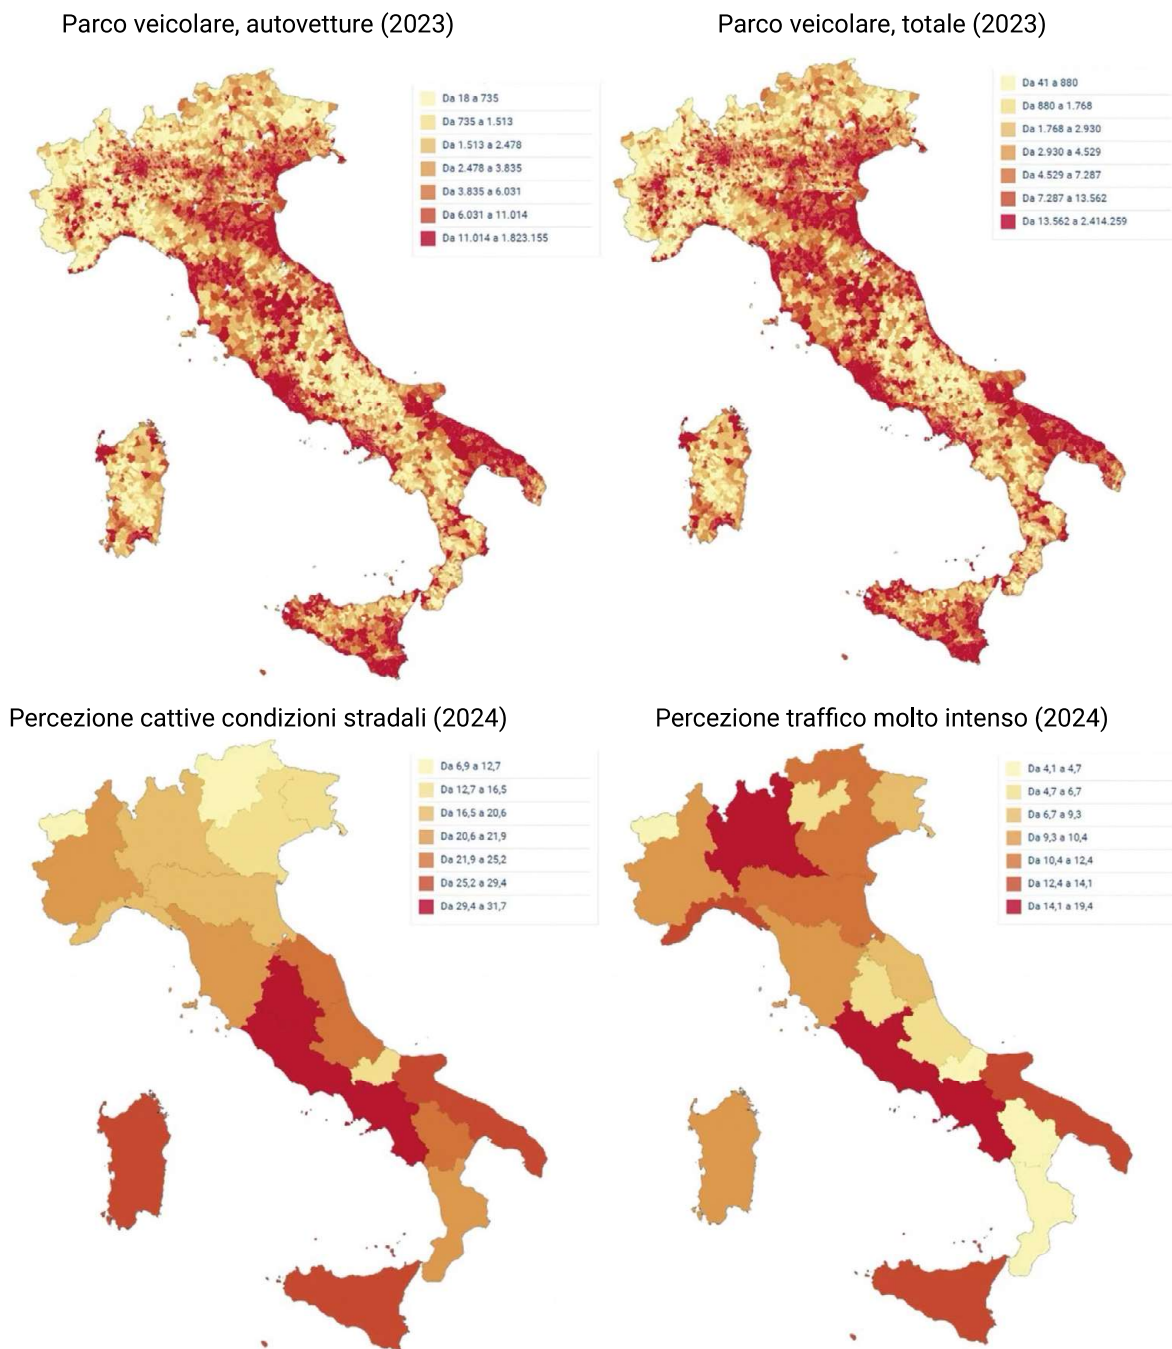 Parco veicolare, autovetture (2023)
Da 18 a 735
Da 735 a 1.513
Da 1.513 a 2.478
Da 2.478 a 3.835
Da 3.835 a 6.031
Da 6.031 a 11.014
Da 11.014 a 1.823.155
Parco veicolare, totale (2023)
Da 41 a 880
Da 880 a 1.768
Da 1.768 a 2.930
Da 2.930 a 4.529
Da 4.529 a 7.287
Da 7.287 a 13.562
Da 13.562 a 2.414.259
Percezione cattive condizioni stradali (2024)
Da 6,9 a 12,7
Da 12,7 a 16,5
Da 16,5 a 20,6
Da 20,6 a 21,9
Da 21,9 a 25,2
Da 25,2 a 29,4
Da 29,4 a 31,7
Percezione traffico molto intenso (2024)
Da 4,1 a 4,7
Da 4,7 a 6,7
Da 6,7 a 9,3
Da 9,3 a 10,4
Da 10,4 a 12,4
Da 12,4 a 14,1
Da 14,1 a 19,4